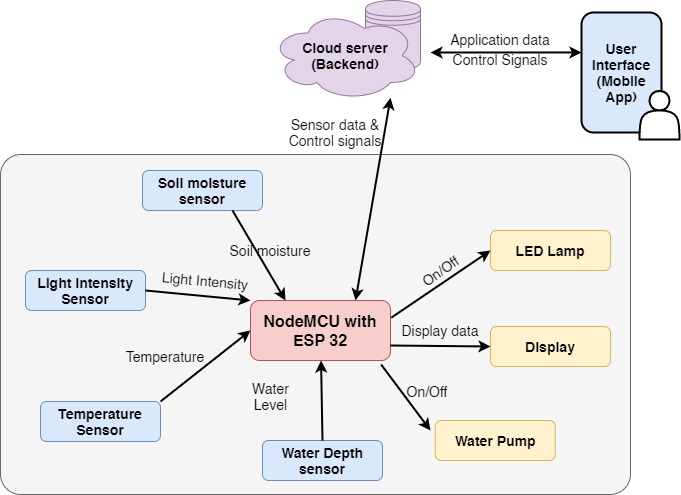 Cloud server
(Backend)
Application data
Control Signals
User
Interface
(Mobile
App)
Sensor data &
Control signals
Soil moisture
sensor
Soil moisture
Light Intensity
Sensor
Light Intensity
NodeMCU with
ESP 32
On/Off
LED Lamp
Display data
Display
Temperature
Temperature
Sensor
Water
Level
Water Depth
sensor
On/Off
Water Pump